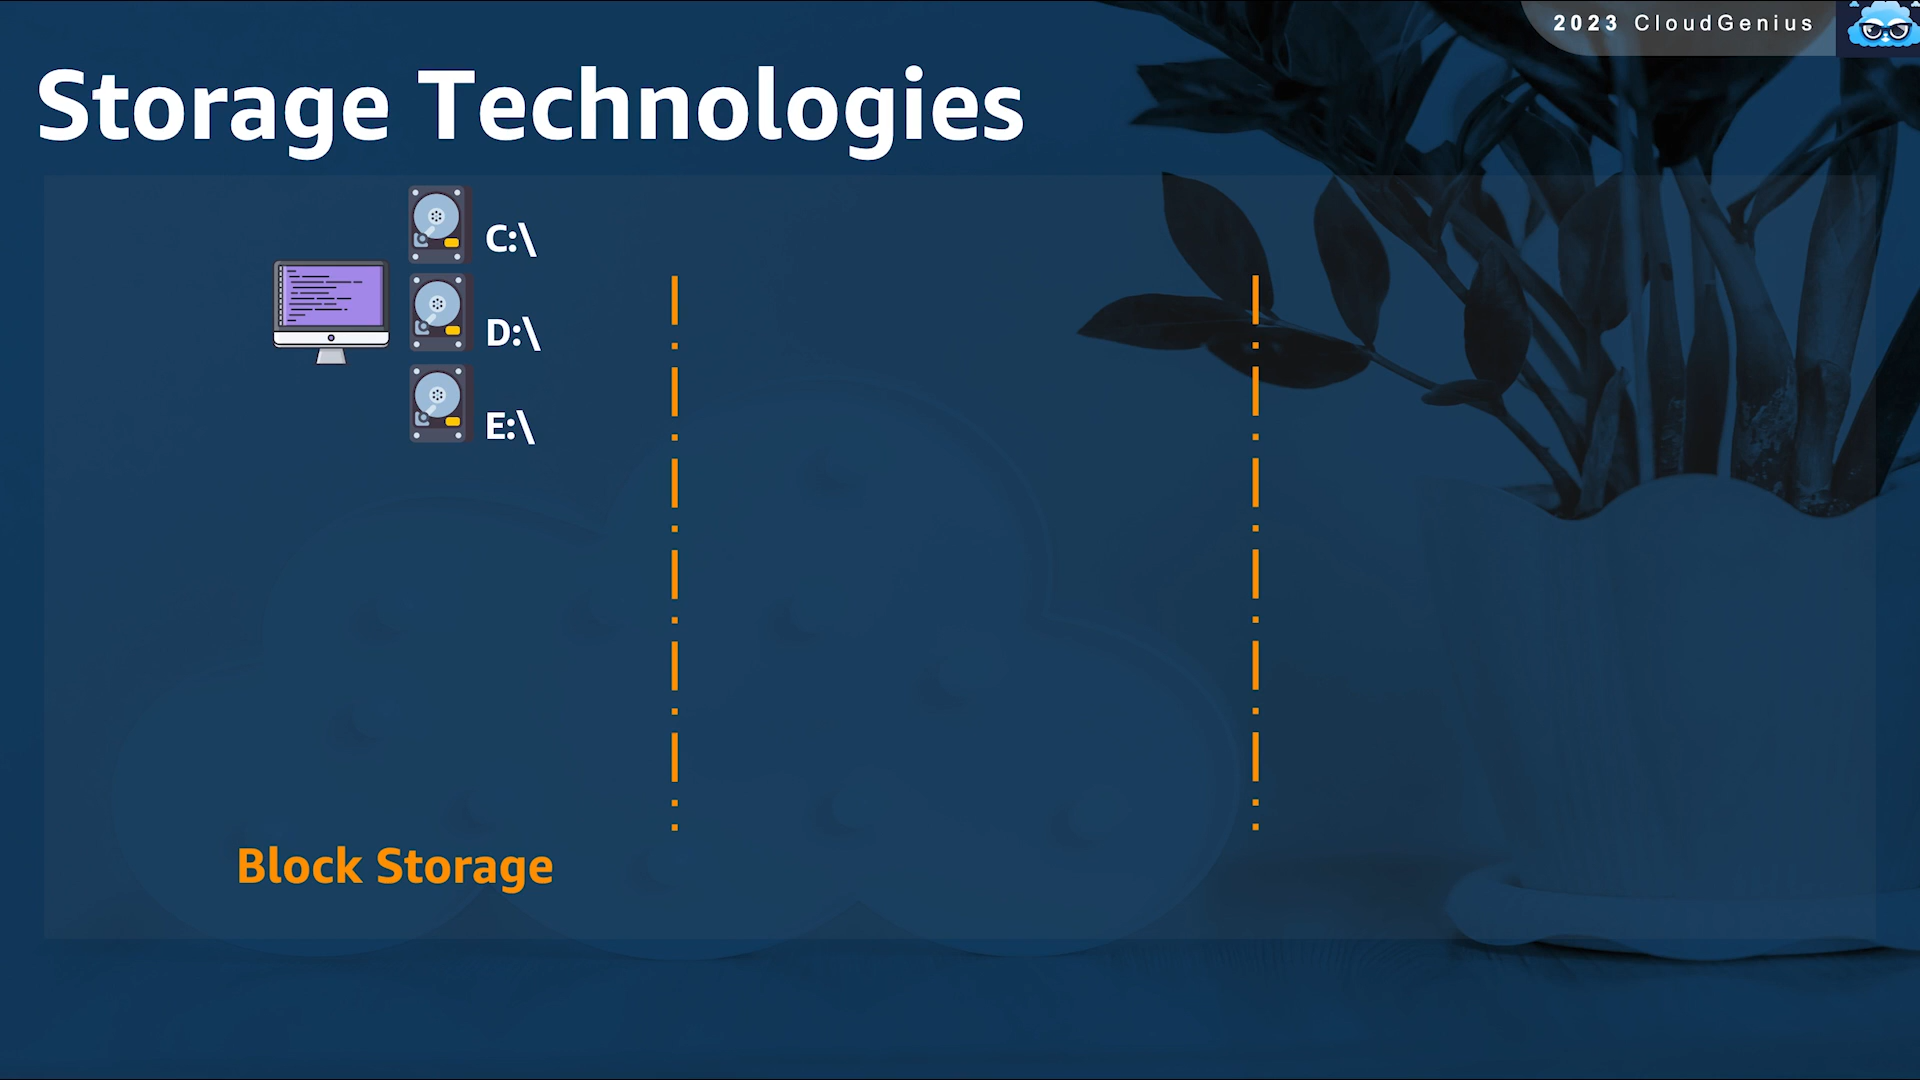 2023 CloudGenius
Storage Technologies
C:\
D:\
E:\
Block Storage